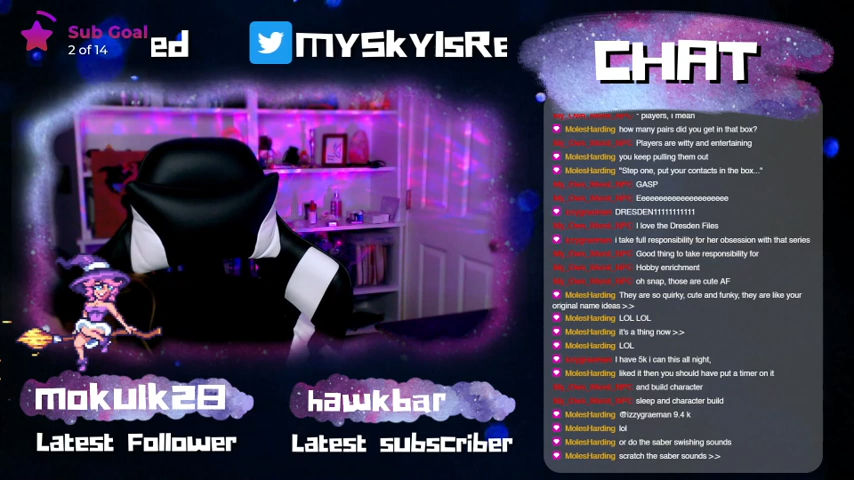 Sub Goal
2 of 14
ed
MYSkYISRe
CHAT
* players, I mean
MolesHarding how many pairs did you get in that box?
Players are witty and entertaining
MolesHarding you keep pulling them out
MolesHarding "Step one, put your contacts in the box..."
GASP
Eeeeeeeeeeeeeeeeeeee
DRESDEN11111111111
I love the Dresden Files
i take full responsibility for her obsession with that series
Good thing to take responsibility for
Hobby enrichment
oh snap, those are cute AF
MolesHarding They are so quirky, cute and funky, they are like your
original name ideas >>
MolesHarding LOL LOL
MolesHarding it's a thing now >>
MolesHarding LOL
I have 5k i can this all night,
MolesHarding liked it then you should have put a timer on it
and build character
sleep and character build
MolesHarding @izzygraeman 9.4 k
MolesHarding lol
MolesHarding or do the saber swishing sounds
MolesHarding scratch the saber sounds >>
mokulk28
Latest Follower
hawkbar
Latest subscriber